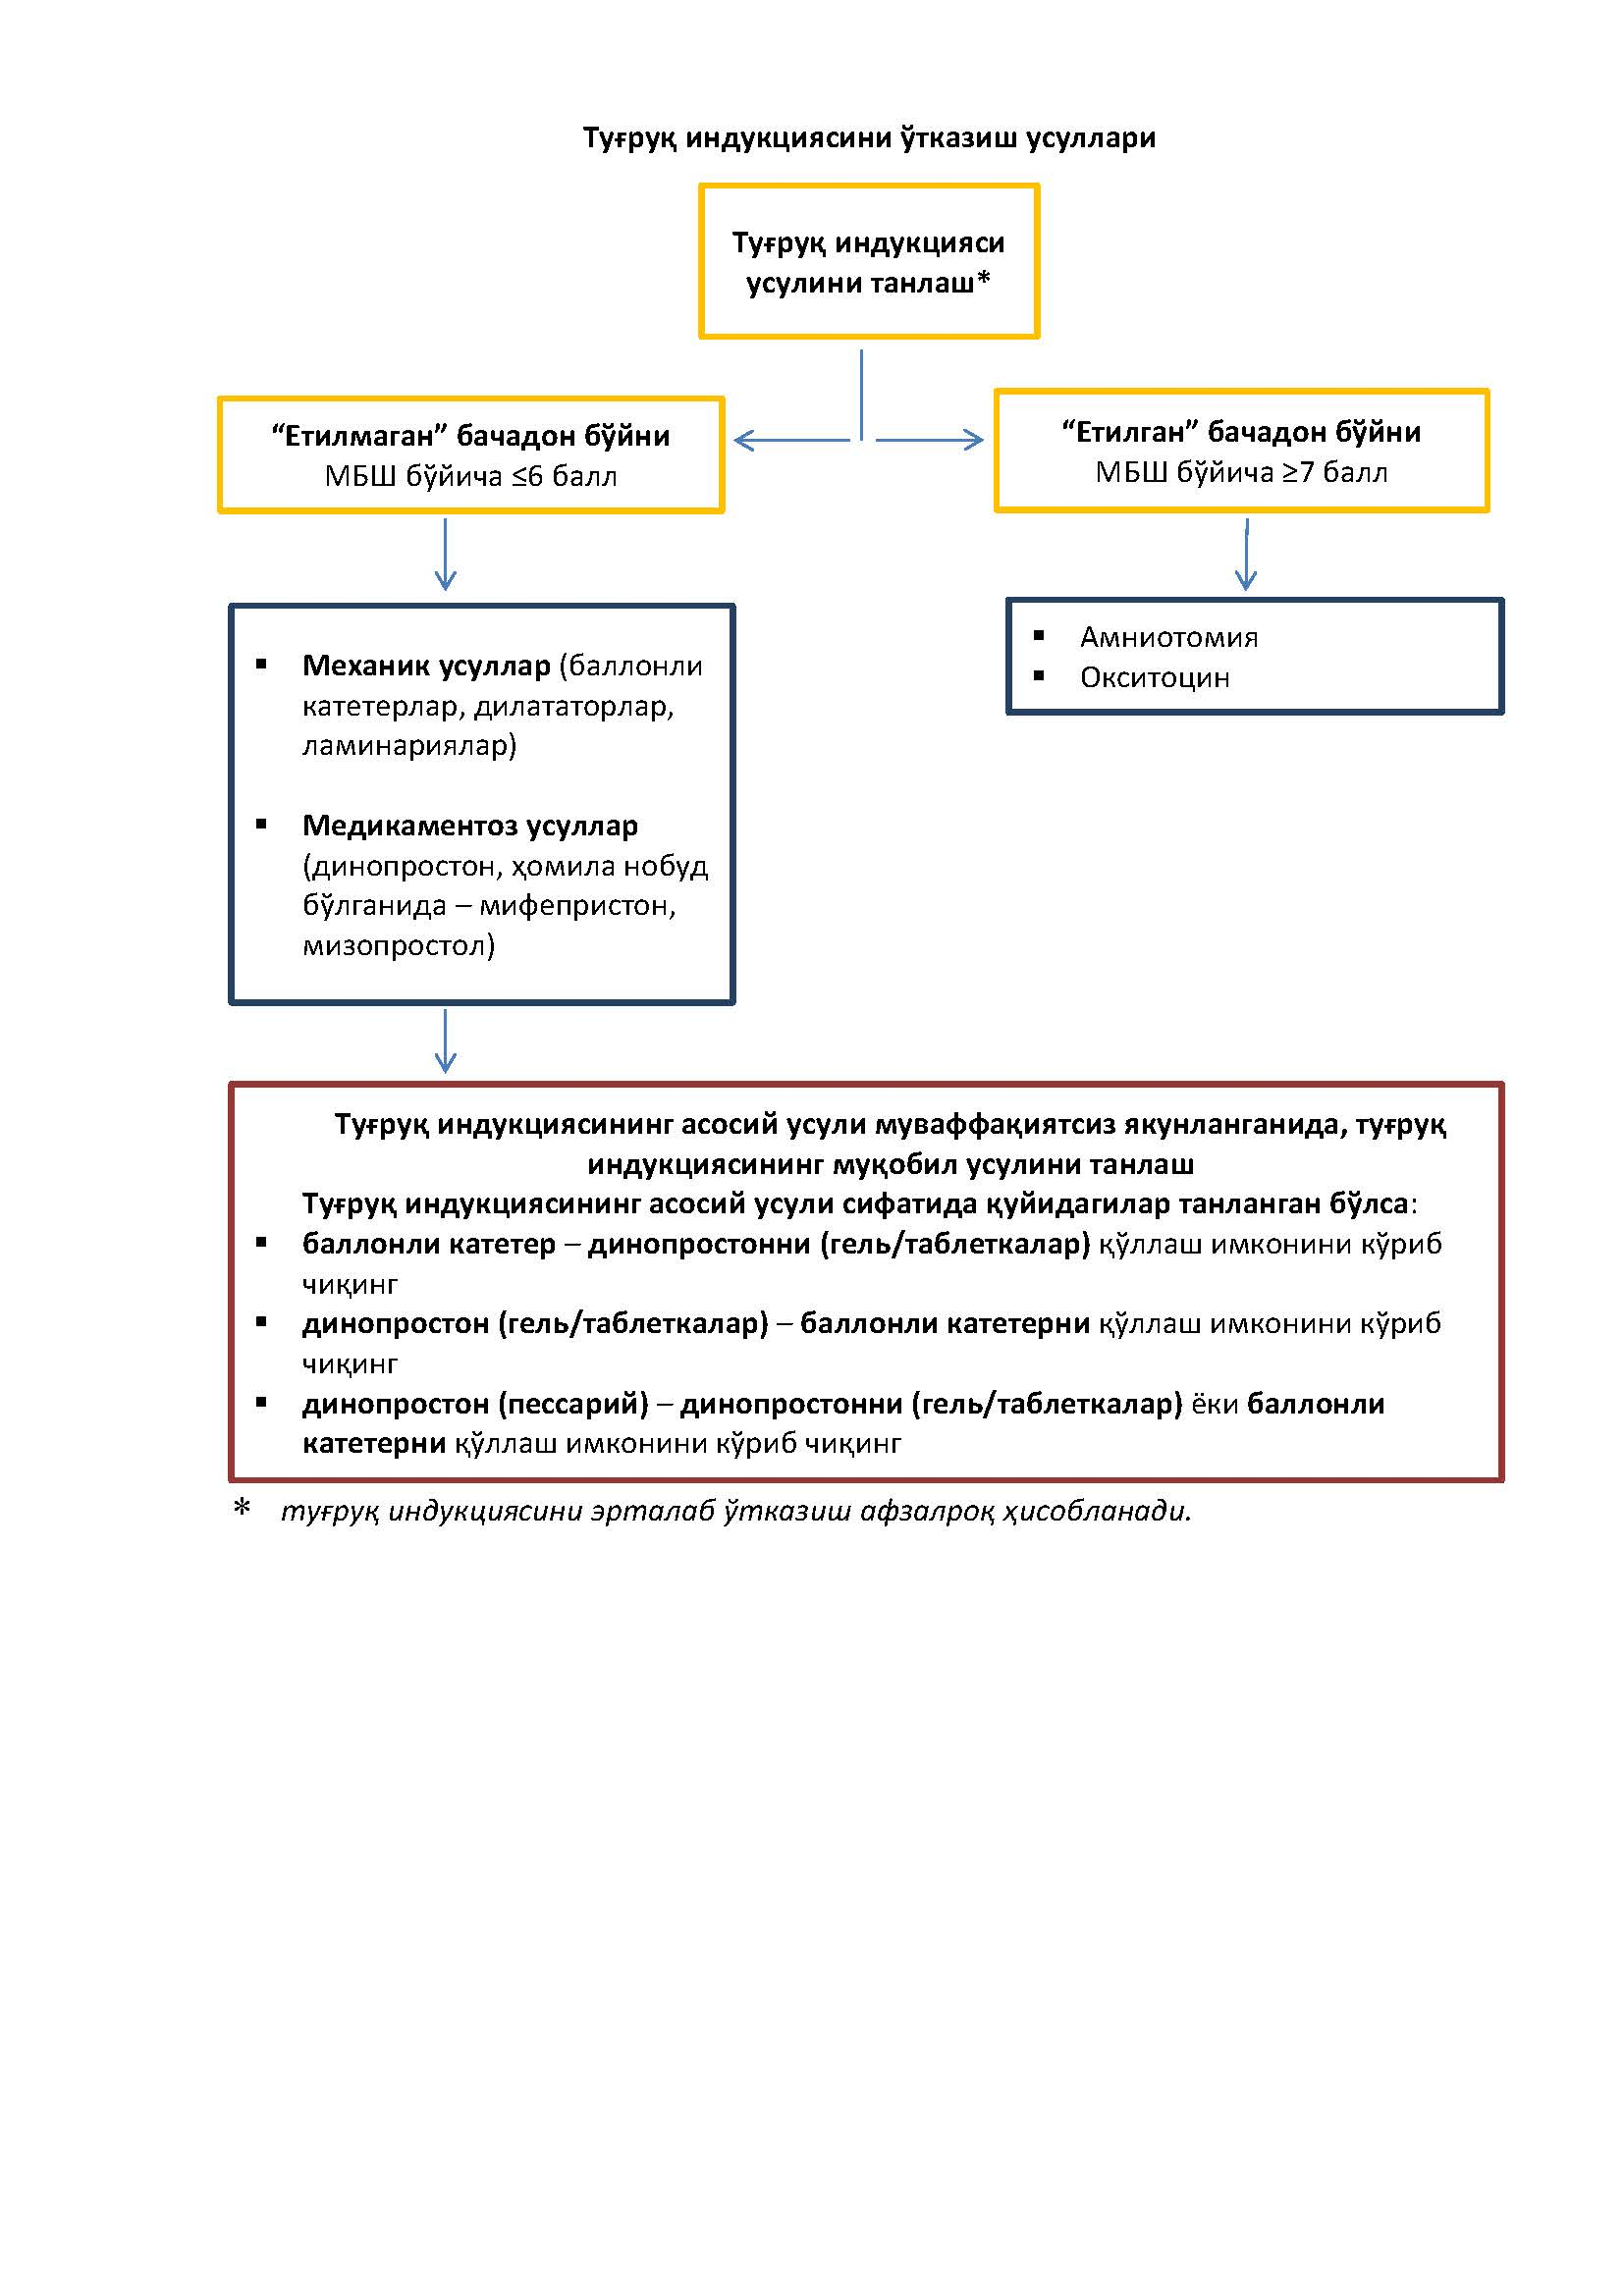 Туғруқ индукциясини ўтказиш усуллари
Туғруқ индукцияси
усулини танлаш*
“Етилмаган” бачадон бўйни
МБШ бўйича ≤6 балл
“Етилган” бачадон бўйни
МБШ бўйича ≥7 балл
▪ Механик усуллар (баллонли
катетерлар, дилататорлар,
ламинариялар)
▪ Медикаментоз усуллар
(динопростон, ҳомила нобуд
бўлганида – мифепристон,
мизопростол)
▪ Амниотомия
▪ Окситоцин
Туғруқ индукциясининг асосий усули муваффақиятсиз якунланганида, туғруқ
индукциясининг муқобил усулини танлаш
Туғруқ индукциясининг асосий усули сифатида қуйидагилар танланган бўлса:
▪ баллонли катетер – динопростонни (гель/таблеткалар) қўллаш имконини кўриб
чиқинг
▪ динопростон (гель/таблеткалар) – баллонли катетерни қўллаш имконини кўриб
чиқинг
▪ динопростон (пессарий) – динопростонни (гель/таблеткалар) ёки баллонли
катетерни қўллаш имконини кўриб чиқинг
* туғруқ индукциясини эрталаб ўтказиш афзалроқ ҳисобланади.